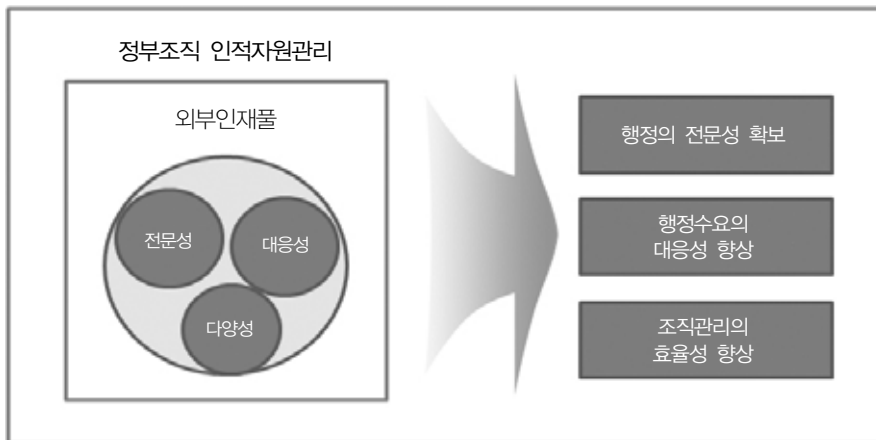 정부조직 인적자원관리
외부인재풀
전문성
대응성
다양성
행정의 전문성 확보
행정수요의
대응성 향상
조직관리의
효율성 향상